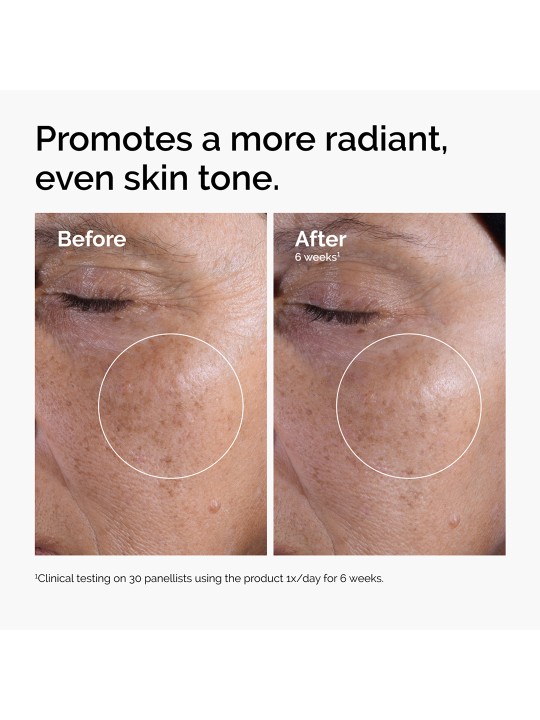 Promotes a more radiant,
even skin tone.
Before
After
6 weeks¹
¹Clinical testing on 30 panellists using the product 1x/day for 6 weeks.